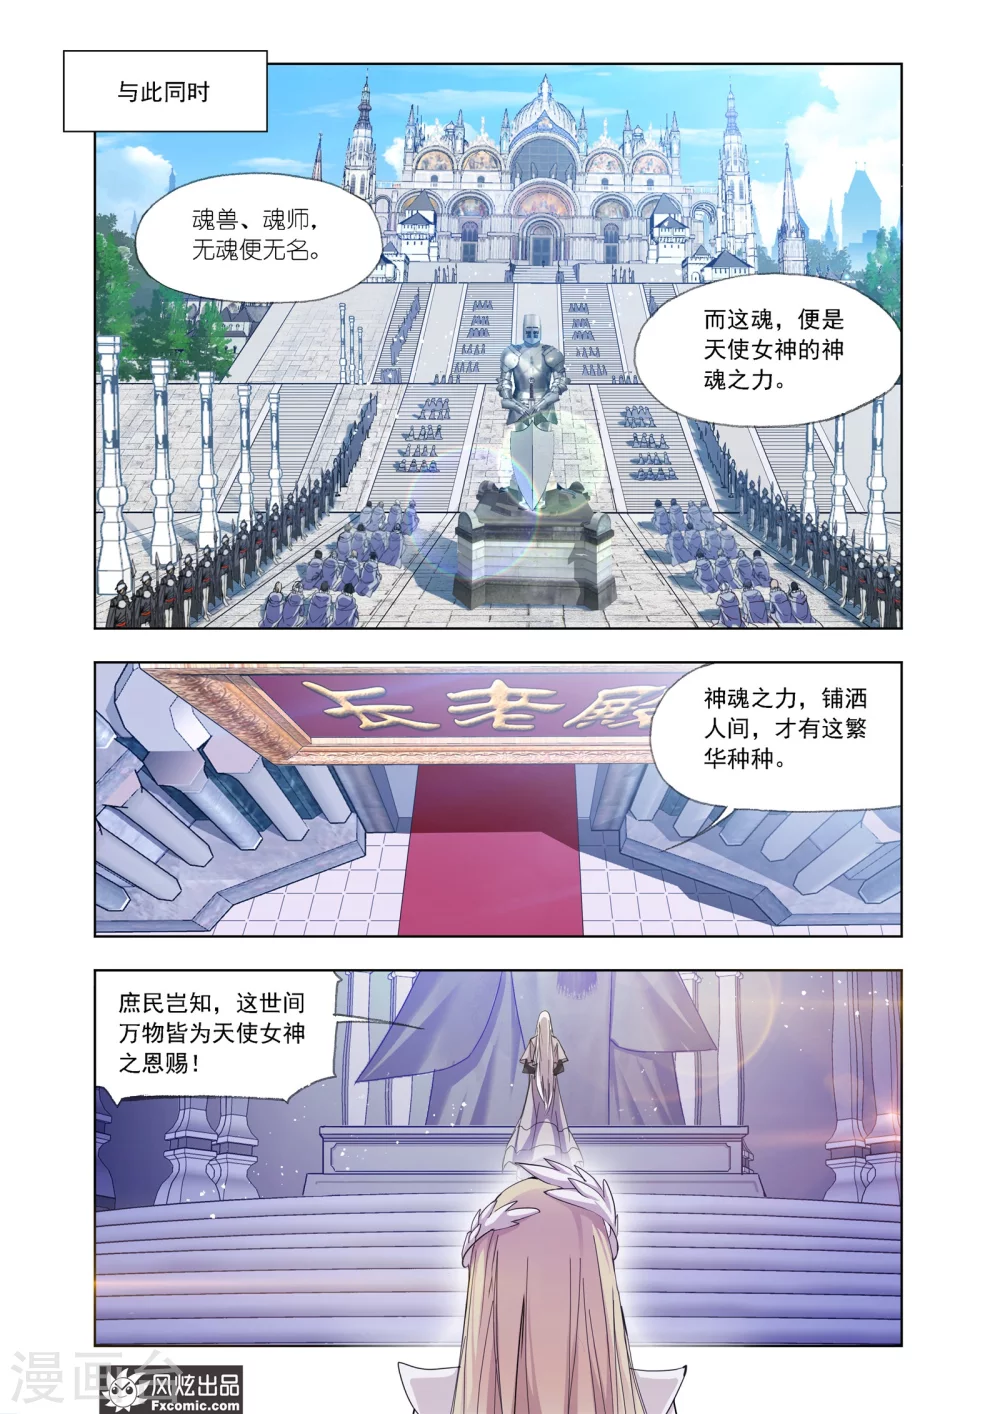 与此同时
魂兽、魂师，
无魂便无名。
而这魂，便是
天使女神的神
魂之力。
长老殿
神魂之力，铺洒
人间，才有这繁
华种种。
庶民岂知，这世间
万物皆为天使女神
之恩赐！
漫画台
风炫出品
Fxcomic.com